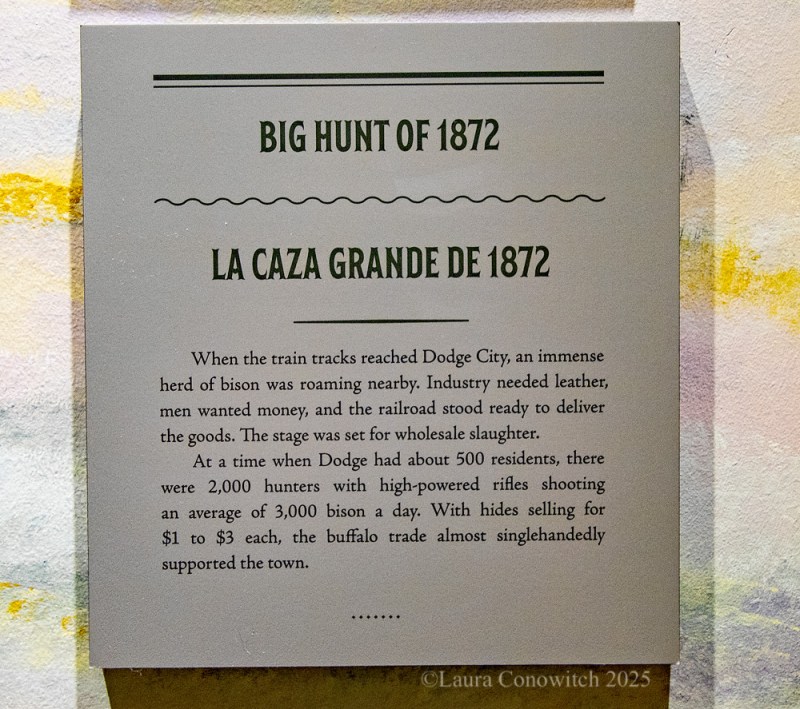 BIG HUNT OF 1872
LA CAZA GRANDE DE 1872
When the train tracks reached Dodge City, an immense
herd of bison was roaming nearby. Industry needed leather,
men wanted money, and the railroad stood ready to deliver
the goods. The stage was set for wholesale slaughter.
At a time when Dodge had about 500 residents, there
were 2,000 hunters with high-powered rifles shooting
an average of 3,000 bison a day. With hides selling for
$1 to $3 each, the buffalo trade almost singlehandedly
supported the town.
©Laura Conowitch 2025